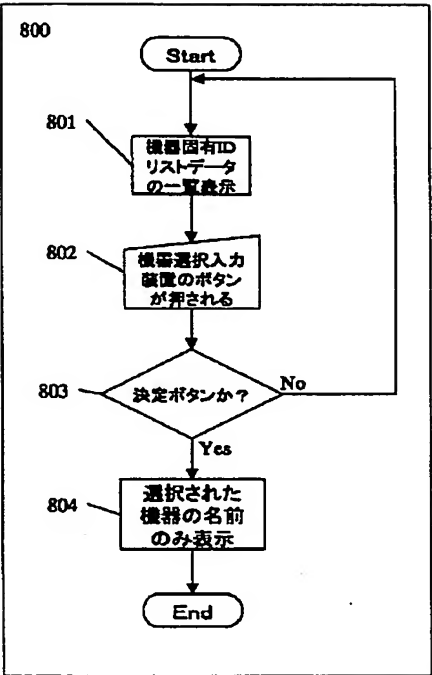 800
Start
801
機器固有ID
リストデータ
の一覧表示
802
機器選択入力
装置のボタン
が押される
803
決定ボタンか？
No
Yes
804
選択された
機器の名前
のみ表示
End